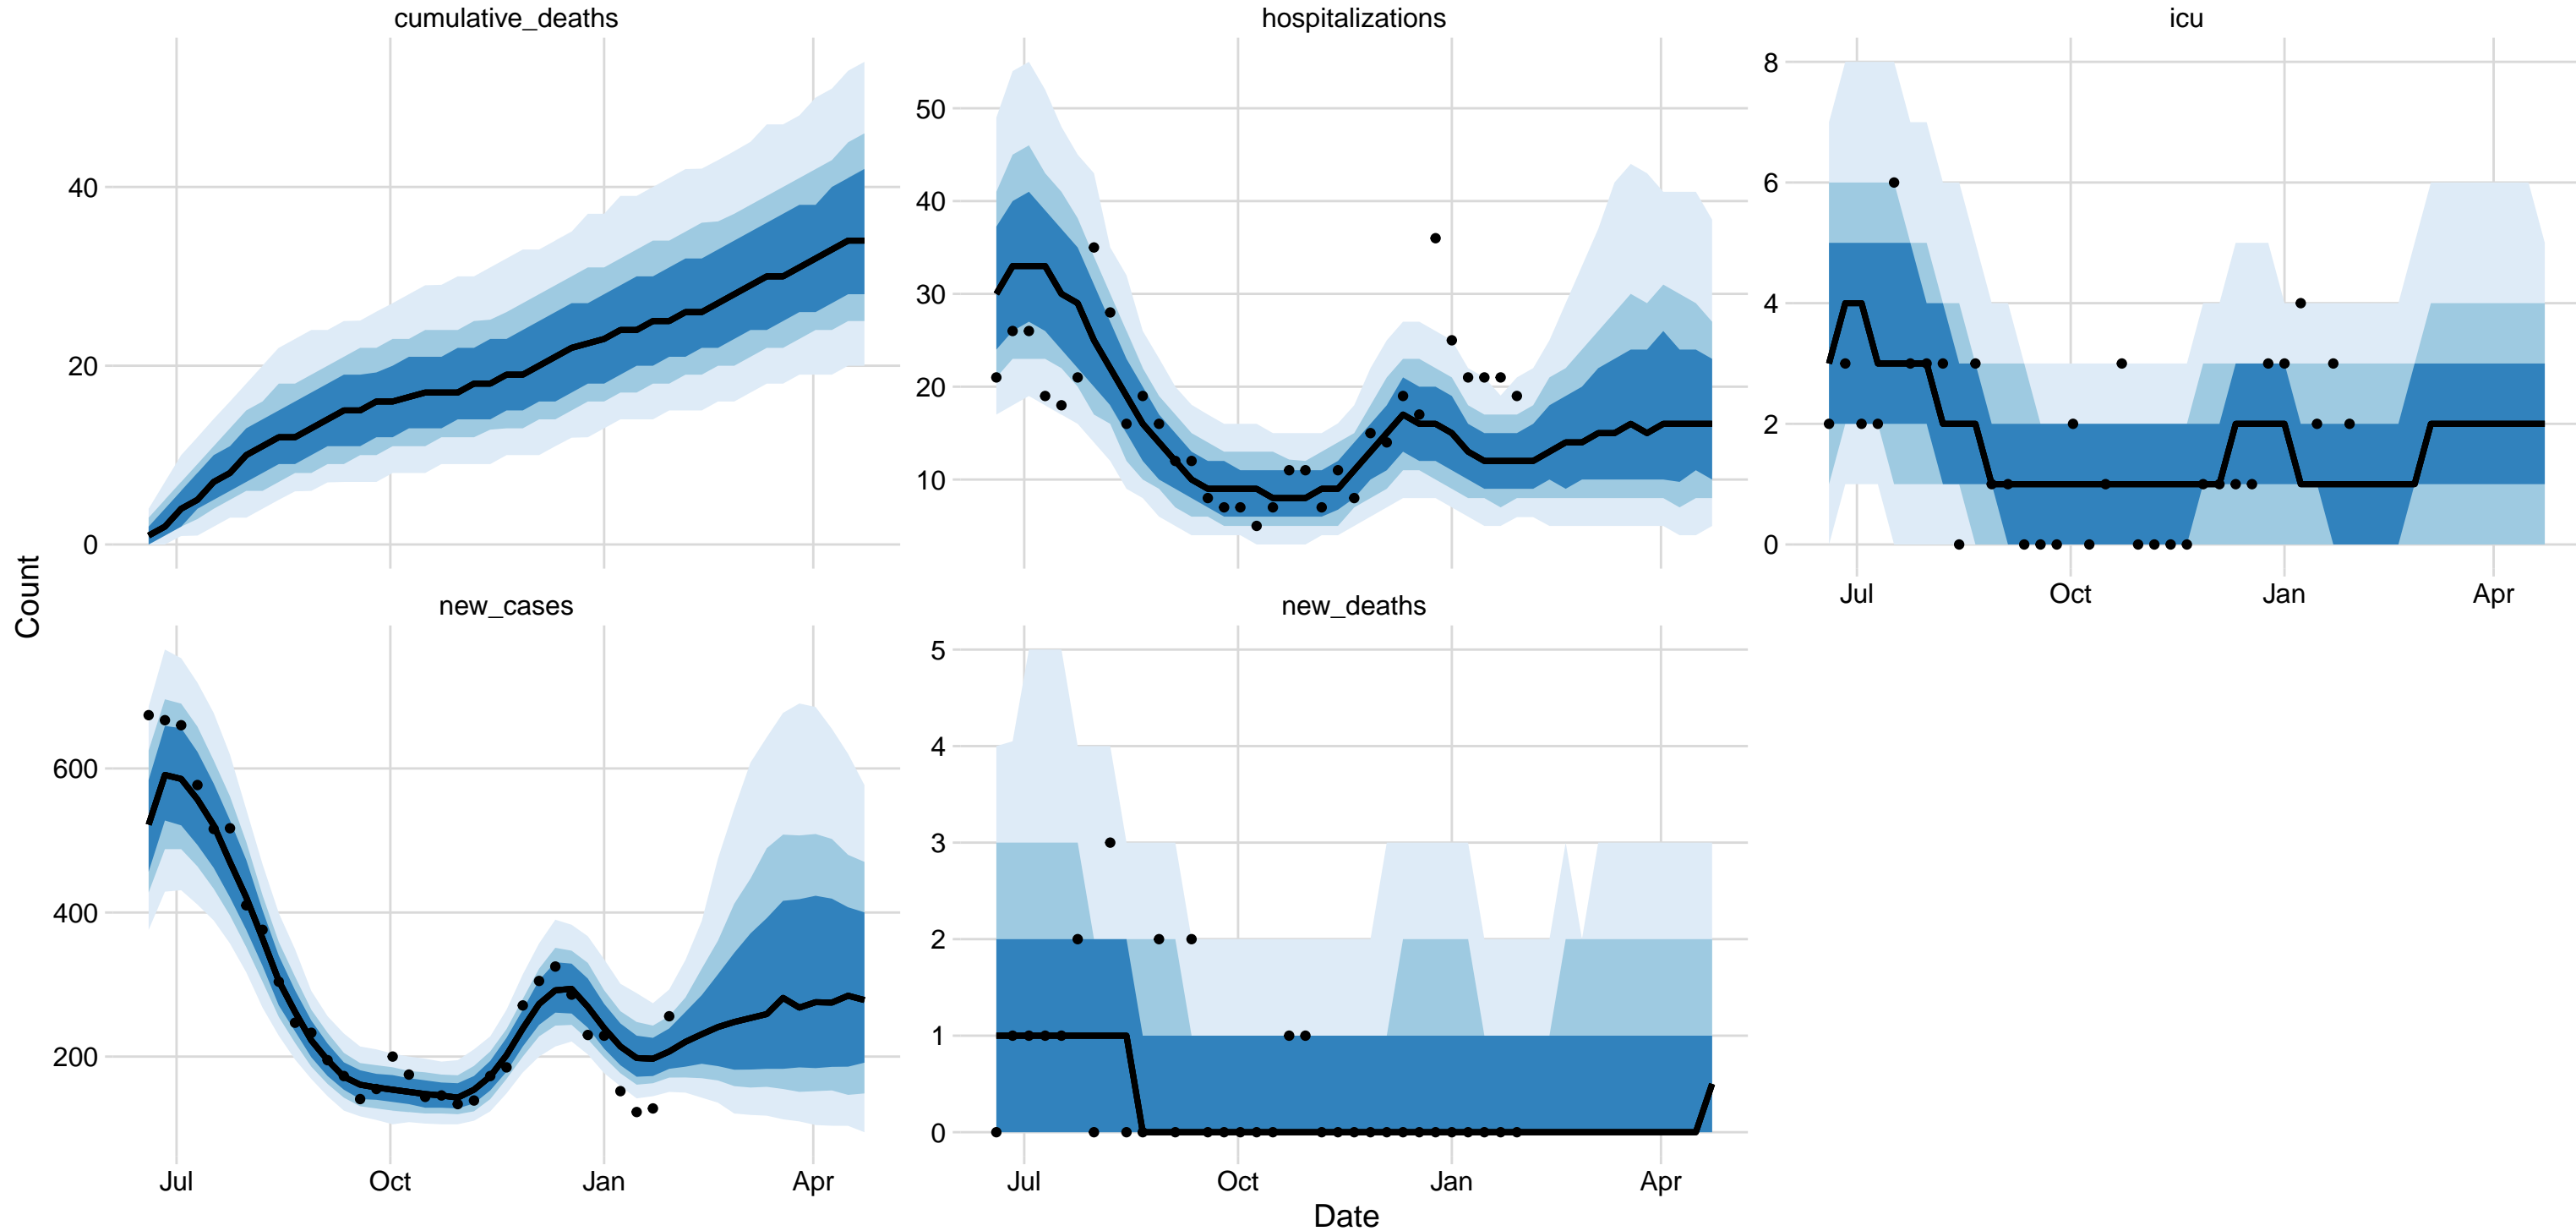 cumulative_deaths
hospitalizations
icu
40
20
0
50
40
30
20
10
8
6
4
2
0
Jul
Oct
Jan
Apr
Count
new_cases
new_deaths
600
400
200
Jul
Oct
Jan
Apr
5
4
3
2
1
0
Jul
Oct
Jan
Apr
Date